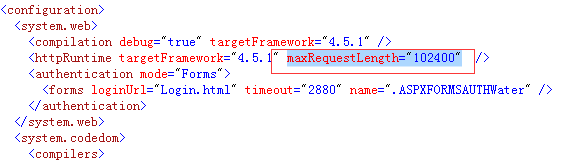 <configuration>
<system.web>
<compilation debug="true" targetFramework="4.5.1" />
<httpRuntime targetFramework="4.5.1" maxRequestLength="102400" />
<authentication mode="Forms">
<forms loginUrl="Login.html" timeout="2880" name=".ASPXFORMSAUTHWater" />
</authentication>
</system.web>
<system.codedom>
<compilers>